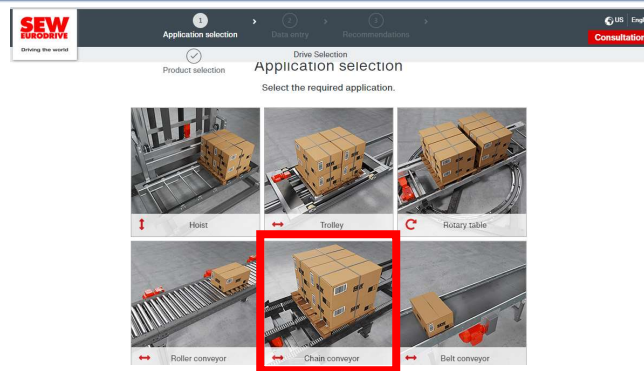 SEW
EURODRIVE
Driving the world
1
Application selection
2
Data entry
3
Recommendations
US Engl
Consultation
Drive Selection
Product selection
Application selection
Select the required application.
Hoist
Trolley
Rotary table
Roller conveyor
Chain conveyor
Belt conveyor